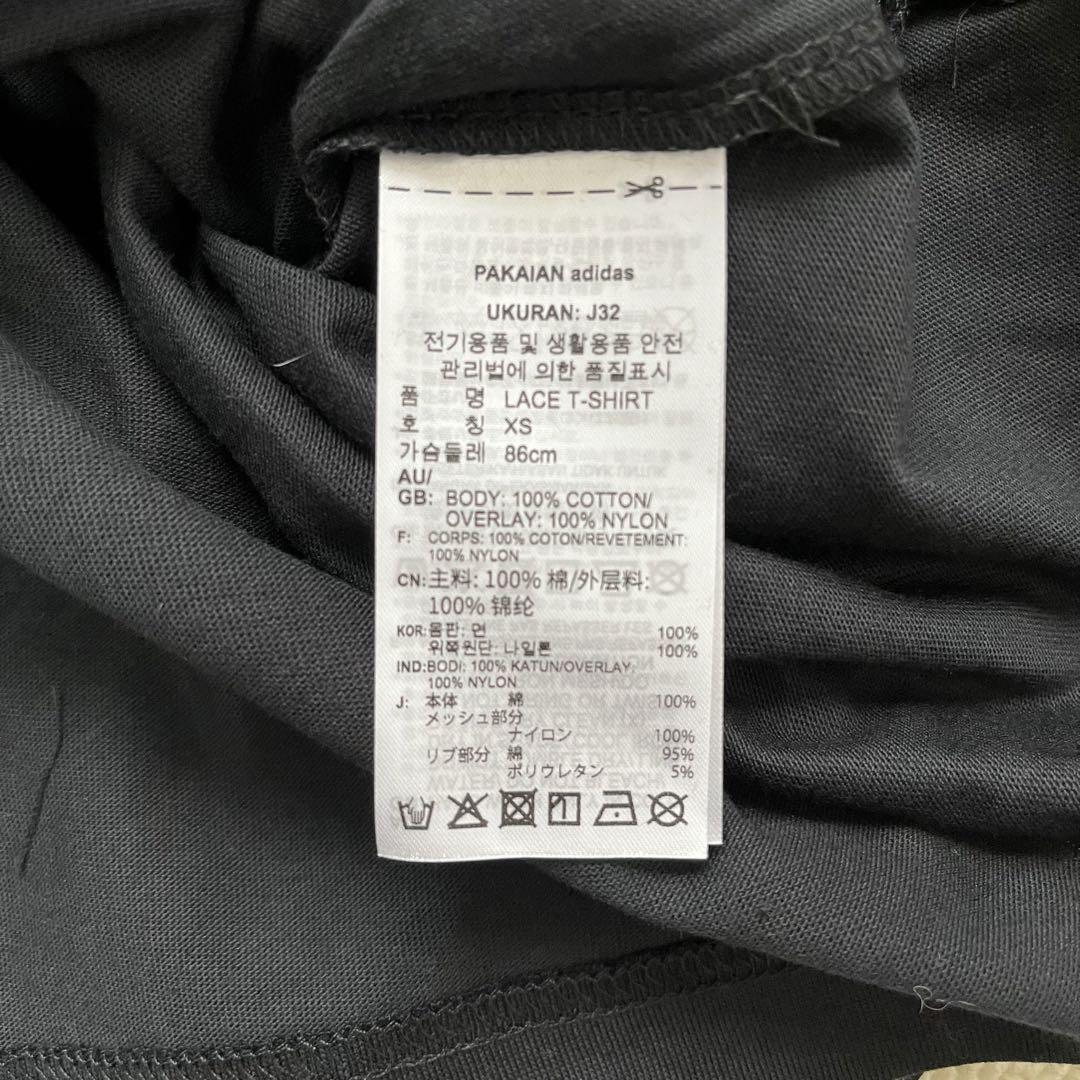 PAKAIAN adidas
UKURAN: J32
전기용품 및 생활용품 안전
관리법에 의한 품질표시
품 명 LACE T-SHIRT
호 칭 XS
가슴둘레 86cm
AU/
GB: BODY: 100% COTTON/
OVERLAY: 100% NYLON
F: CORPS: 100% COTON/REVETEMENT:
100% NYLON
CN: 主料: 100% 棉/外层料:
100% 锦纶
KOR: 몸판: 면 100%
위쪽원단: 나일론 100%
IND: BODI: 100% KATUN/OVERLAY:
100% NYLON
J: 本体 綿 100%
メッシュ部分
ナイロン 100%
リブ部分 綿 95%
ポリウレタン 5%